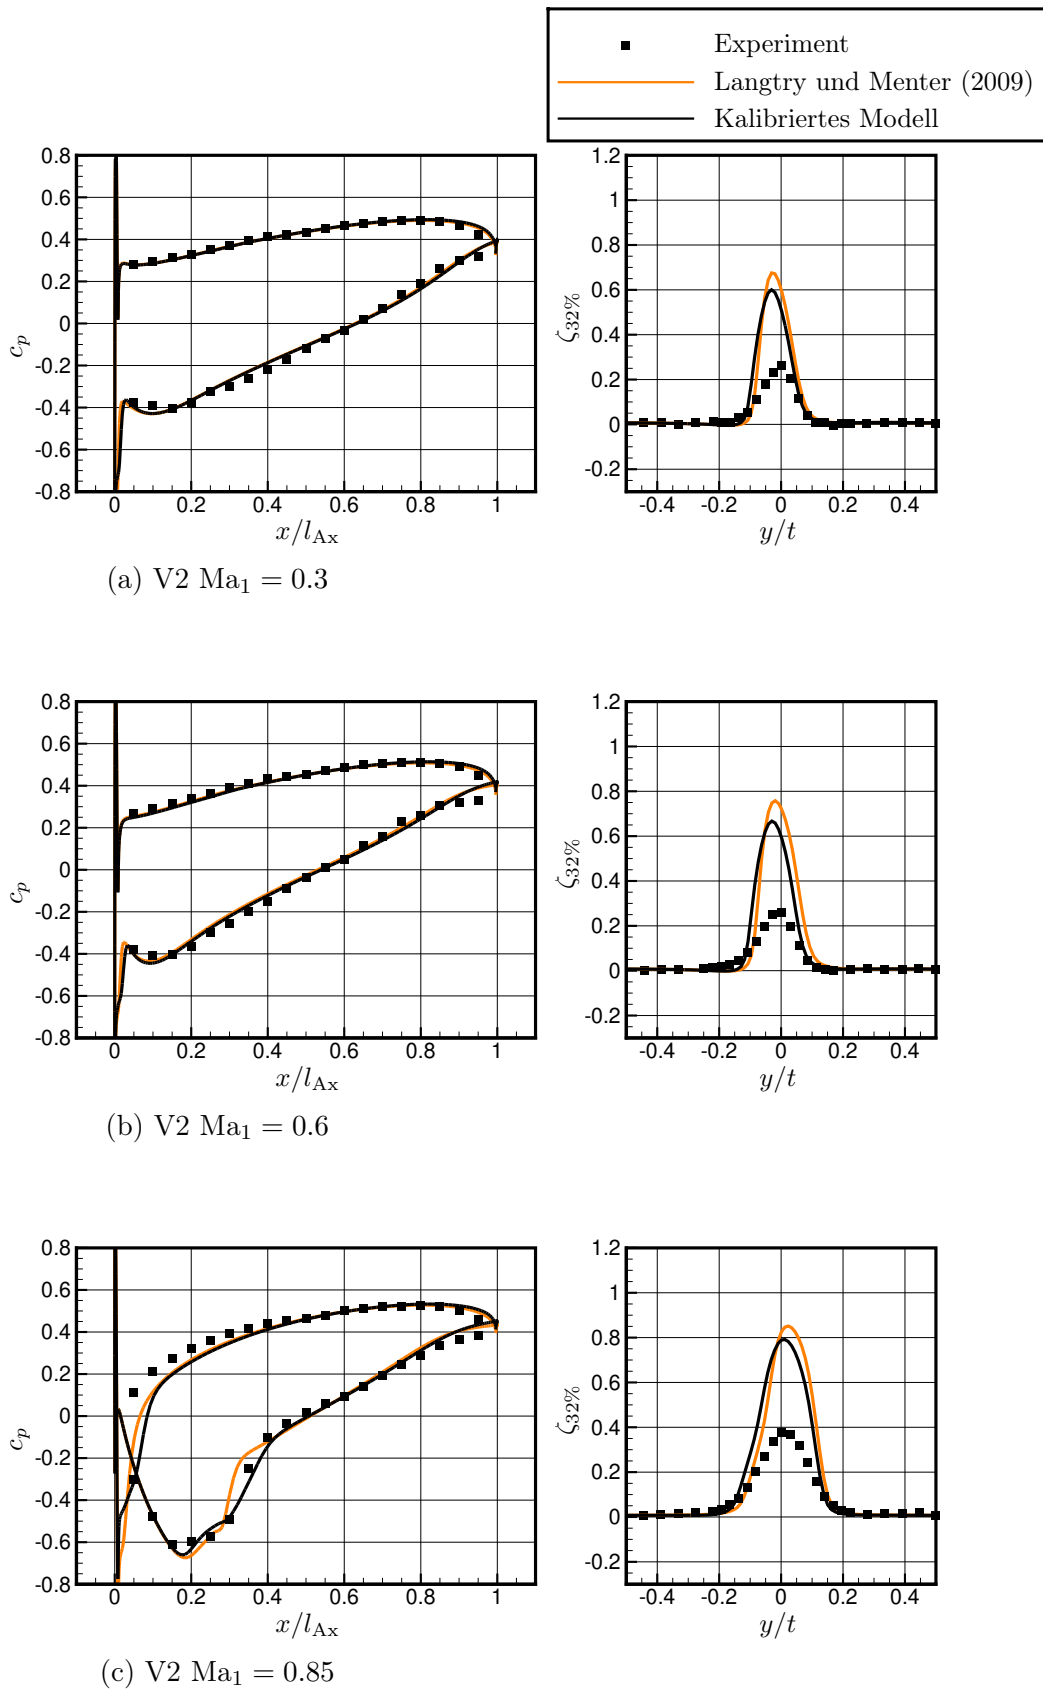 Experiment
Langtry und Menter (2009)
Kalibriertes Modell
0.8
0.6
0.4
0.2
0
-0.2
-0.4
-0.6
-0.8
c_p
0 0.2 0.4 0.6 0.8 1
x/l_Ax
1.2
1
0.8
0.6
0.4
0.2
0
-0.2
ζ_32%
-0.4 -0.2 0 0.2 0.4
y/t
(a) V2 Ma₁ = 0.3
0.8
0.6
0.4
0.2
0
-0.2
-0.4
-0.6
-0.8
c_p
0 0.2 0.4 0.6 0.8 1
x/l_Ax
1.2
1
0.8
0.6
0.4
0.2
0
-0.2
ζ_32%
-0.4 -0.2 0 0.2 0.4
y/t
(b) V2 Ma₁ = 0.6
0.8
0.6
0.4
0.2
0
-0.2
-0.4
-0.6
-0.8
c_p
0 0.2 0.4 0.6 0.8 1
x/l_Ax
1.2
1
0.8
0.6
0.4
0.2
0
-0.2
ζ_32%
-0.4 -0.2 0 0.2 0.4
y/t
(c) V2 Ma₁ = 0.85